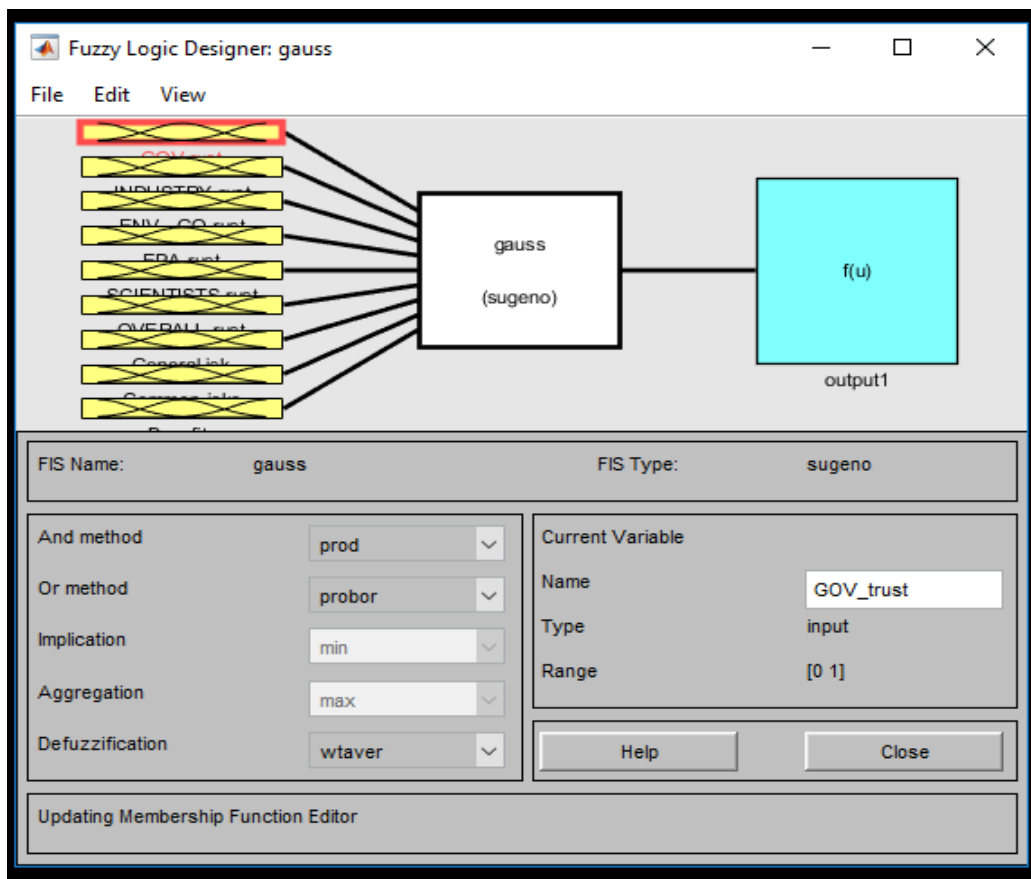 Fuzzy Logic Designer: gauss
File Edit View
gauss
(sugeno)
f(u)
output1
FIS Name: gauss FIS Type: sugeno
And method prod
Or method probor
Implication min
Aggregation max
Defuzzification wtaver
Current Variable
Name GOV_trust
Type input
Range [0 1]
Help Close
Updating Membership Function Editor